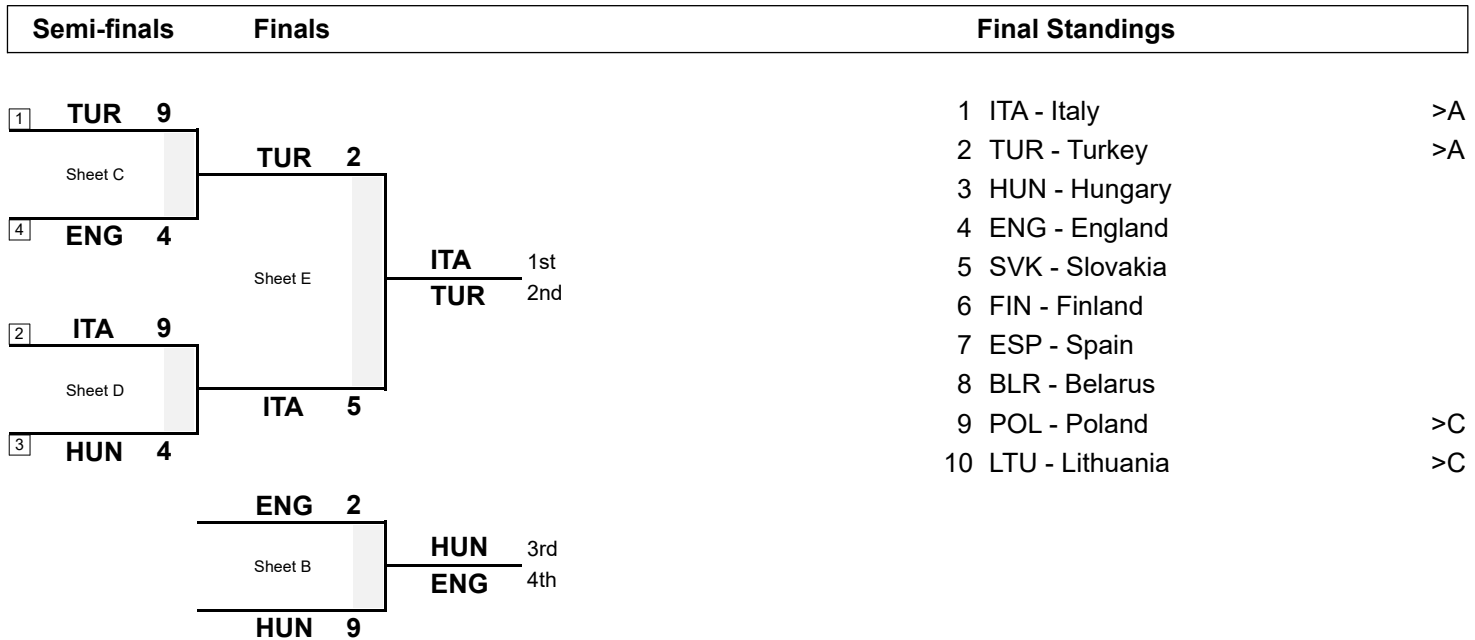 Semi-finals Finals Final Standings
1 TUR 9
Sheet C
4 ENG 4
TUR 2
Sheet E
ITA 1st
TUR 2nd
2 ITA 9
Sheet D
3 HUN 4
ITA 5
ENG 2
Sheet B
HUN 9
HUN 3rd
ENG 4th
1 ITA - Italy >A
2 TUR - Turkey >A
3 HUN - Hungary
4 ENG - England
5 SVK - Slovakia
6 FIN - Finland
7 ESP - Spain
8 BLR - Belarus
9 POL - Poland >C
10 LTU - Lithuania >C